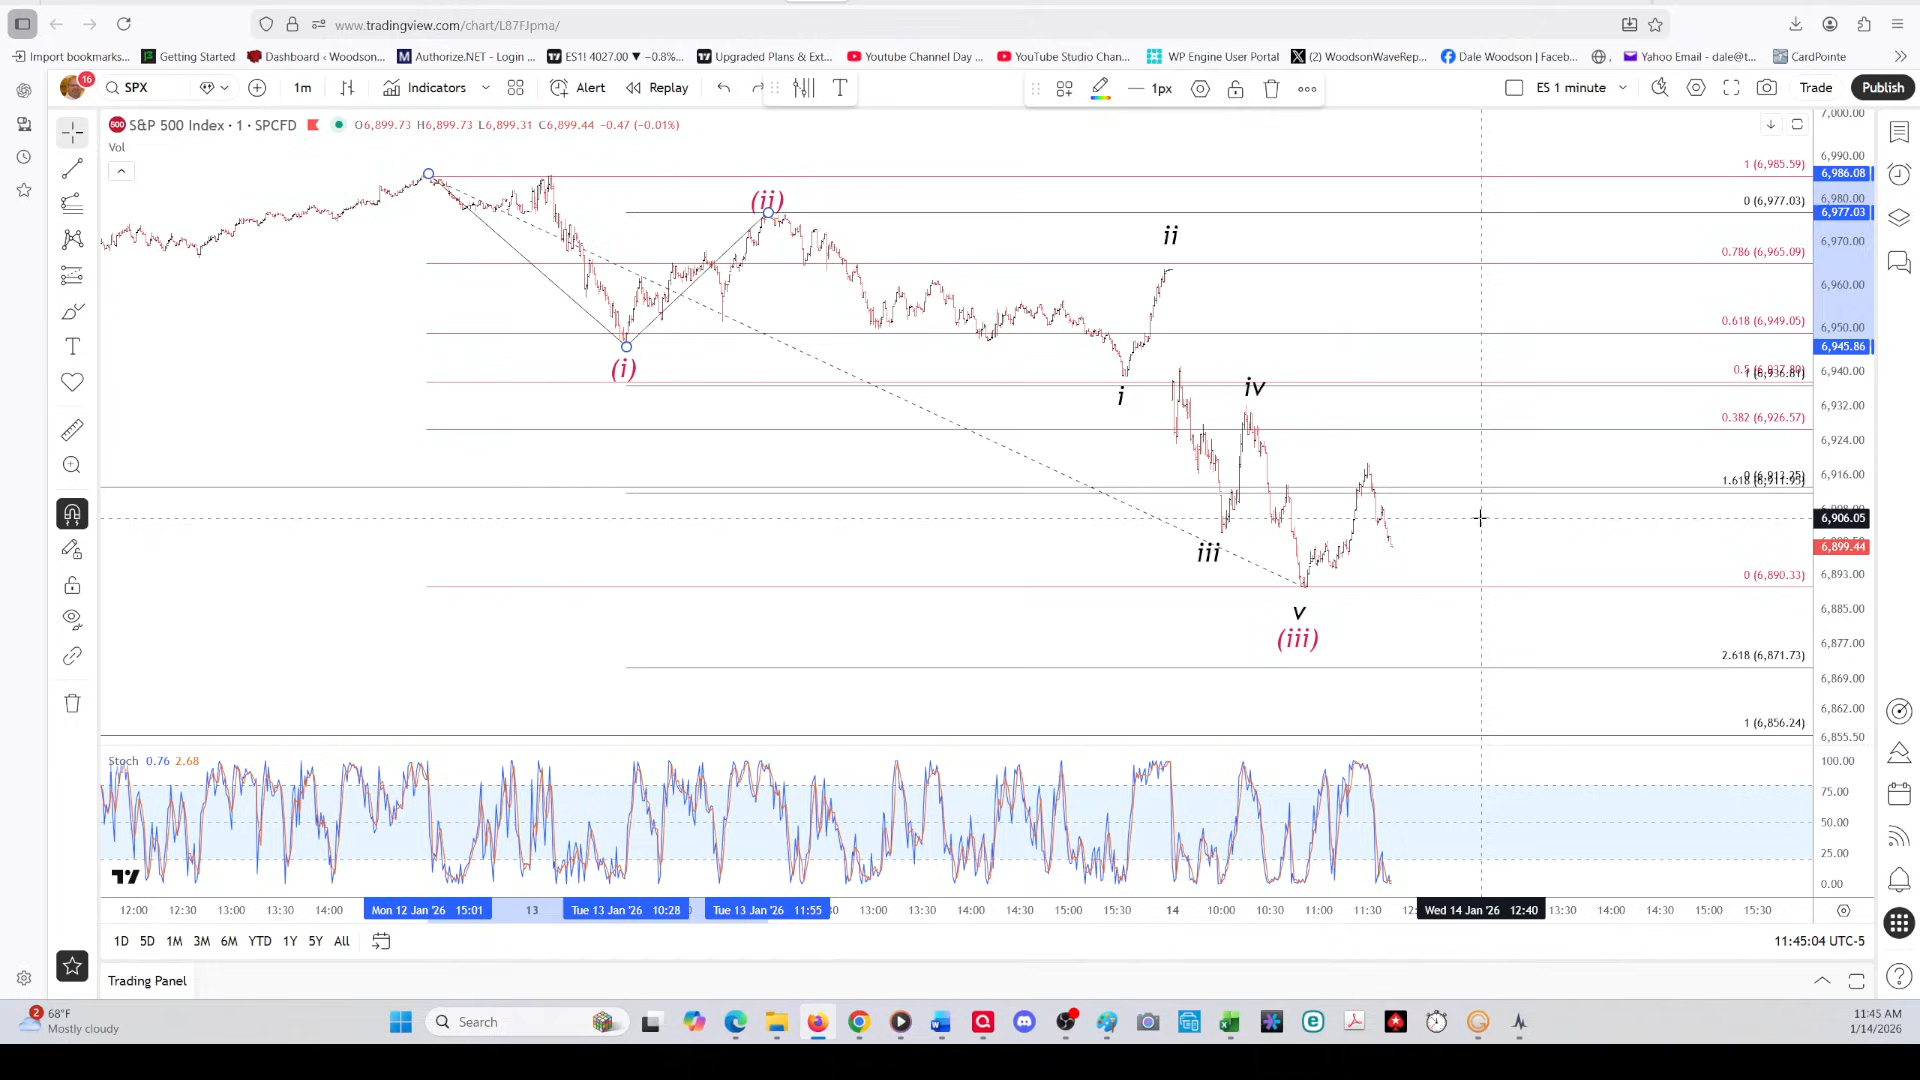 www.tradingview.com/chart/L87FJpma/
Import bookmarks... Getting Started Dashboard ‹ Woodson... Authorize.NET - Login ... ES1! 4027.00 ▼ −0.8%... Upgraded Plans & Ext... Youtube Channel Day ... YouTube Studio Chan... WP Engine User Portal (2) WoodsonWaveRep... Dale Woodson | Faceb... Yahoo Email - dale@t... CardPointe
16 SPX 1m Indicators Alert Replay 1px ES 1 minute Trade Publish
500 S&P 500 Index · 1 · SPCFD O6,899.73 H6,899.73 L6,899.31 C6,899.44 −0.47 (−0.01%)
Vol
7,000.00
6,990.00
1 (6,985.59)
6,986.08
(ii)
0 (6,977.03)
6,980.00
6,977.03
ii
6,970.00
0.786 (6,965.09)
6,960.00
0.618 (6,949.05)
6,950.00
6,945.86
(i)
6,940.00
1 (6,936.81)
i
iv
6,932.00
0.382 (6,926.57)
6,924.00
6,916.00
1.618 (6,911.95)
6,906.05
6,899.44
iii
0 (6,890.33)
6,893.00
v
6,885.00
(iii)
6,877.00
2.618 (6,871.73)
6,869.00
6,862.00
1 (6,856.24)
6,855.50
Stoch 0.76 2.68
100.00
75.00
50.00
25.00
0.00
12:00 12:30 13:00 13:30 14:00 Mon 12 Jan '26 15:01 13 Tue 13 Jan '26 10:28 Tue 13 Jan '26 11:55 13:00 13:30 14:00 14:30 15:00 15:30 14 10:00 10:30 11:00 11:30 Wed 14 Jan '26 12:40 13:30 14:00 14:30 15:00 15:30
1D 5D 1M 3M 6M YTD 1Y 5Y All 11:45:04 UTC-5
Trading Panel
2 68°F
Mostly cloudy
Search
11:45 AM
1/14/2026